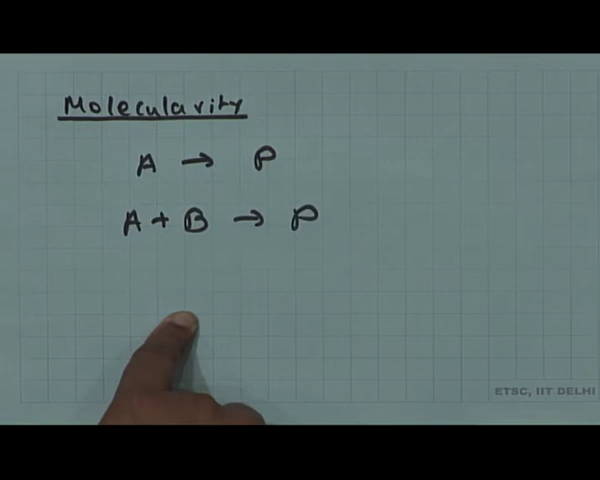 Molecularity
A → P
A + B → P
ETSC, IIT DELHI